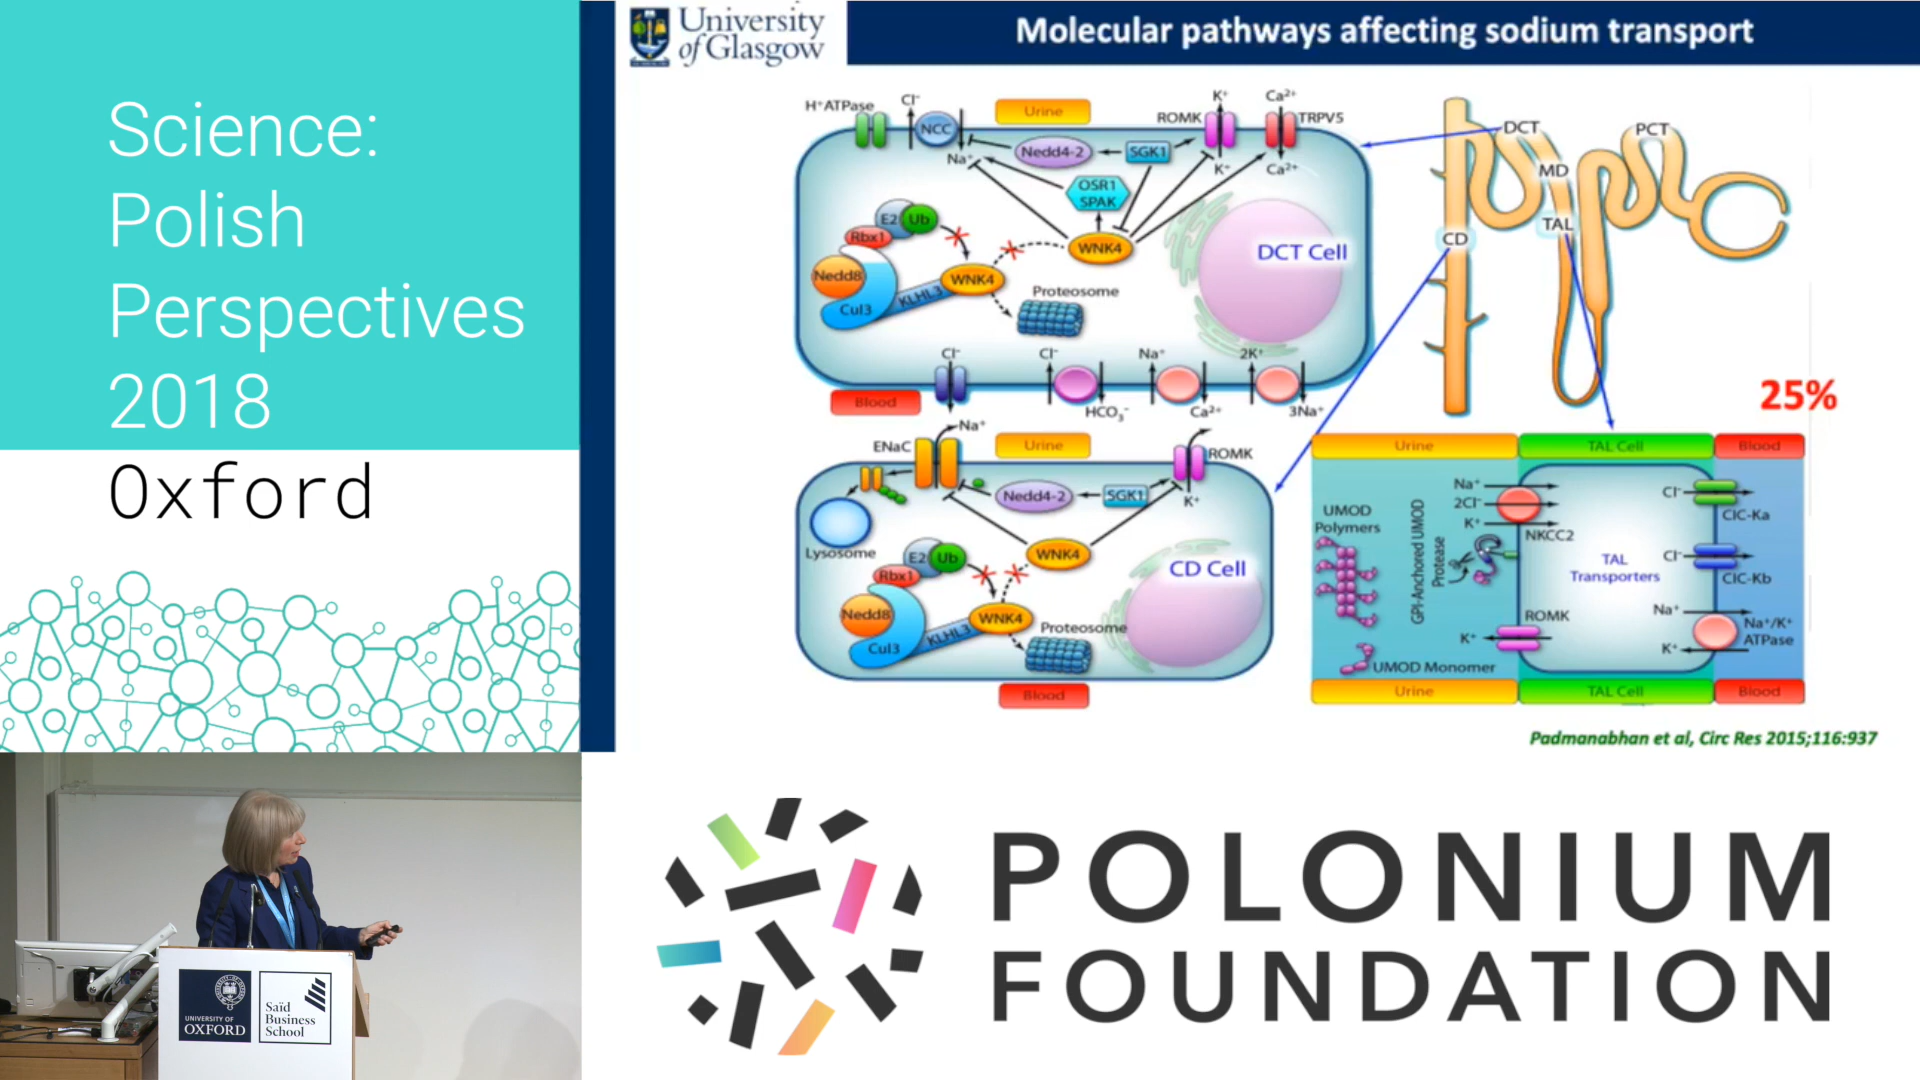 Science:
Polish
Perspectives
2018
Oxford
University
of Glasgow
Molecular pathways affecting sodium transport
H⁺ATPase
Cl⁻
NCC
Na⁺
Urine
Nedd4-2
SGK1
ROMK
K⁺
K⁺
Ca²⁺
TRPV5
Ca²⁺
OSR1
SPAK
E2
Ub
Rbx1
Nedd8
Cul3
KLHL3
WNK4
WNK4
Proteosome
DCT Cell
Cl⁻
Cl⁻
HCO₃⁻
Na⁺
Ca²⁺
2K⁺
3Na⁺
Blood
DCT
PCT
MD
TAL
CD
25%
ENaC
Na⁺
Urine
ROMK
K⁺
Nedd4-2
SGK1
Lysosome
WNK4
E2
Ub
Rbx1
Nedd8
Cul3
KLHL3
WNK4
Proteosome
CD Cell
Blood
Urine
TAL Cell
Blood
UMOD
Polymers
GPI-Anchored UMOD
Protease
Na⁺
2Cl⁻
K⁺
NKCC2
TAL
Transporters
Cl⁻
ClC-Ka
Cl⁻
ClC-Kb
ROMK
K⁺
Na⁺
Na⁺/K⁺
ATPase
K⁺
UMOD Monomer
Urine
TAL Cell
Blood
Padmanabhan et al, Circ Res 2015;116:937
UNIVERSITY OF
OXFORD
Saïd
Business
School
POLONIUM
FOUNDATION